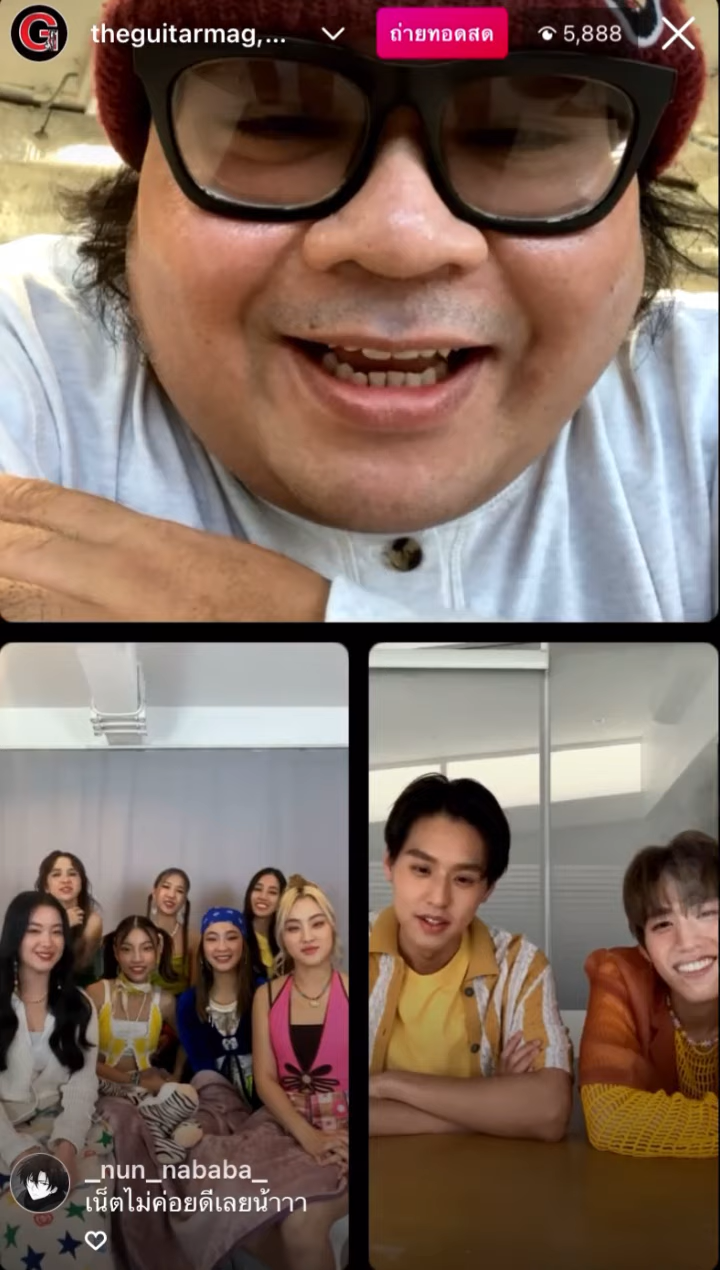 theguitarmag,...
ถ่ายทอดสด
5,888
_nun_nababa_
เน็ตไม่ค่อยดีเลยน้าาา